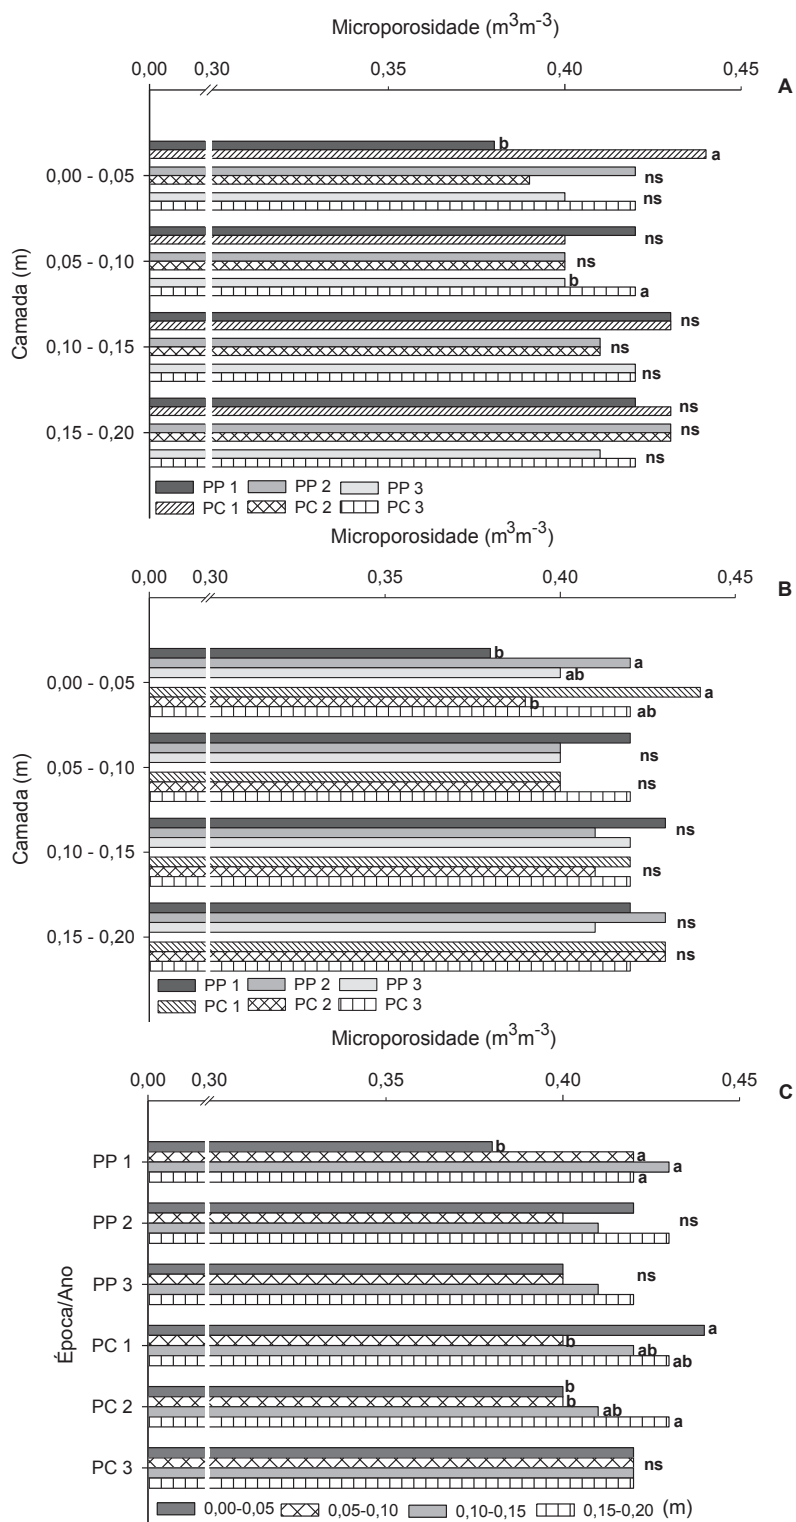 Microporosidade (m³m⁻³)
0,00 0,30 0,35 0,40 0,45
A
b
a
0,00 - 0,05 ns
ns
ns
0,05 - 0,10 ns
b
a
ns
0,10 - 0,15 ns
ns
ns
0,15 - 0,20 ns
ns
Camada (m)
PP 1 PP 2 PP 3
PC 1 PC 2 PC 3
Microporosidade (m³m⁻³)
0,00 0,30 0,35 0,40 0,45
B
b
a
ab
0,00 - 0,05 a
b
ab
ns
0,05 - 0,10
ns
ns
0,10 - 0,15
ns
ns
0,15 - 0,20
ns
Camada (m)
PP 1 PP 2 PP 3
PC 1 PC 2 PC 3
Microporosidade (m³m⁻³)
0,00 0,30 0,35 0,40 0,45
C
b
PP 1 a
a
a
PP 2 ns
PP 3 ns
a
PC 1 b
ab
ab
b
PC 2 b
ab
a
PC 3 ns
Época/Ano
0,00-0,05 0,05-0,10 0,10-0,15 0,15-0,20 (m)